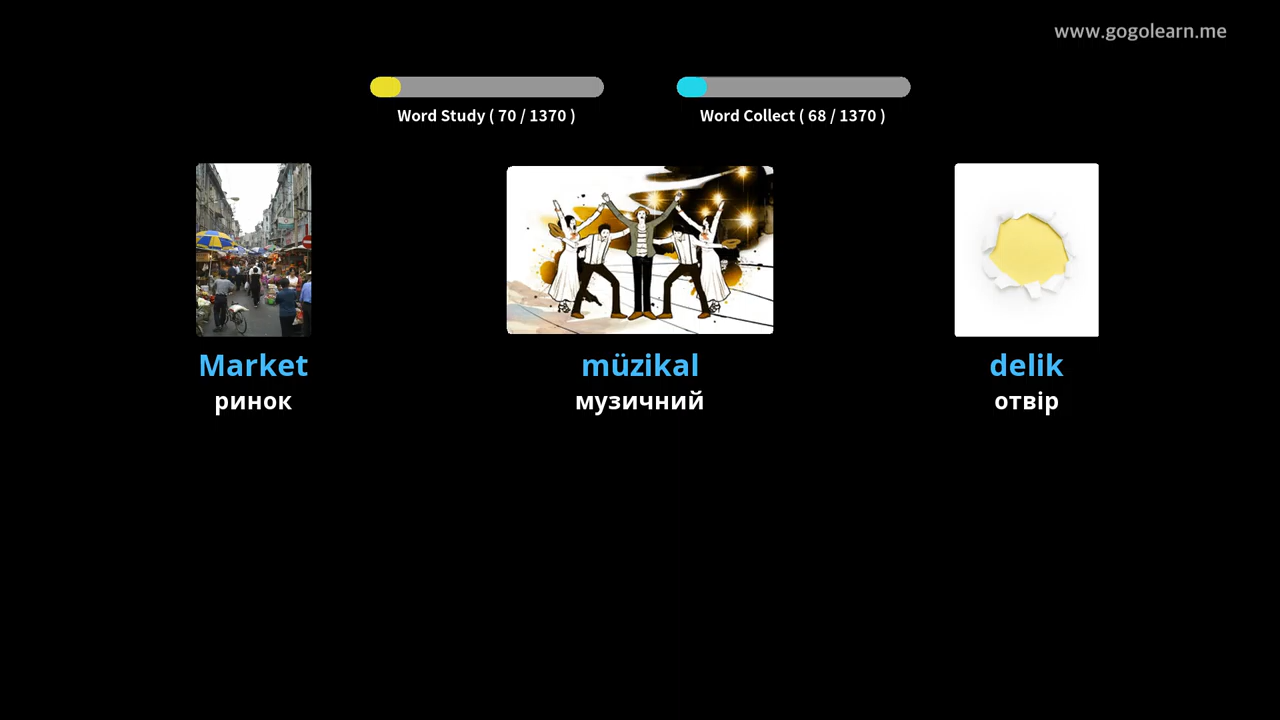 www.gogolearn.me
Word Study ( 70 / 1370 )
Word Collect ( 68 / 1370 )
Market
müzikal
delik
ринок
музичний
отвір